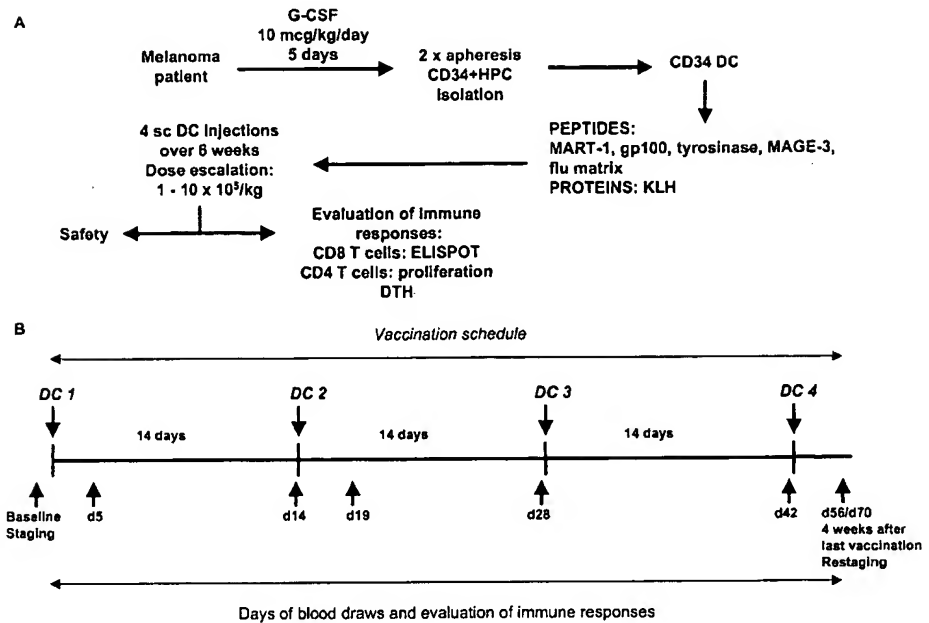 A
G-CSF
10 mcg/kg/day
5 days
Melanoma
patient
2 x apheresis
CD34+HPC
Isolation
CD34 DC
PEPTIDES:
MART-1, gp100, tyrosinase, MAGE-3,
flu matrix
PROTEINS: KLH
4 sc DC Injections
over 6 weeks
Dose escalation:
1 - 10 x 10⁵/kg
Safety
Evaluation of immune
responses:
CD8 T cells: ELISPOT
CD4 T cells: proliferation
DTH
B
Vaccination schedule
DC 1
DC 2
DC 3
DC 4
14 days
14 days
14 days
Baseline
Staging
d5
d14
d19
d28
d42
d56/d70
4 weeks after
last vaccination
Restaging
Days of blood draws and evaluation of immune responses